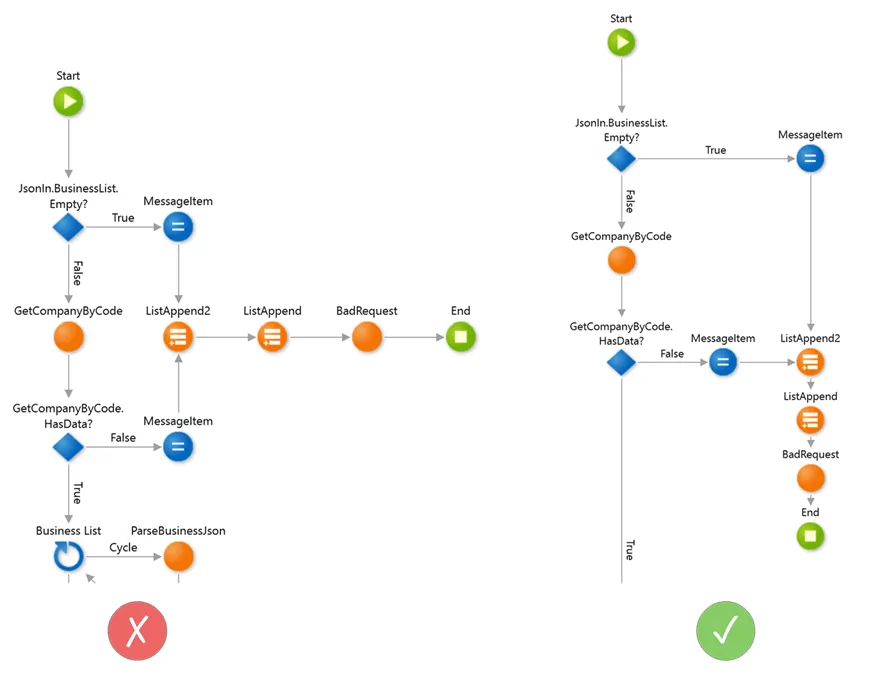 Start
JsonIn.BusinessList.
Empty?
True
MessageItem
False
GetCompanyByCode
ListAppend2
ListAppend
BadRequest
End
GetCompanyByCode.
HasData?
False
MessageItem
True
Business List
Cycle
ParseBusinessJson
Start
JsonIn.BusinessList.
Empty?
True
MessageItem
False
GetCompanyByCode
GetCompanyByCode.
HasData?
False
MessageItem
ListAppend2
ListAppend
BadRequest
End
True